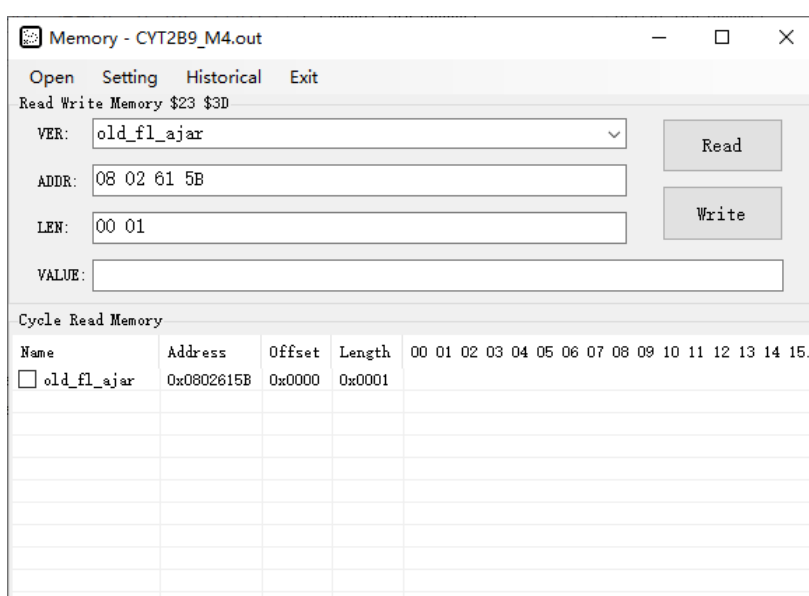 Memory - CYT2B9_M4.out
Open Setting Historical Exit
Read Write Memory $23 $3D
VER: old_fl_ajar
Read
ADDR: 08 02 61 5B
Write
LEN: 00 01
VALUE:
Cycle Read Memory
Name Address Offset Length 00 01 02 03 04 05 06 07 08 09 10 11 12 13 14 15.
old_fl_ajar 0x0802615B 0x0000 0x0001